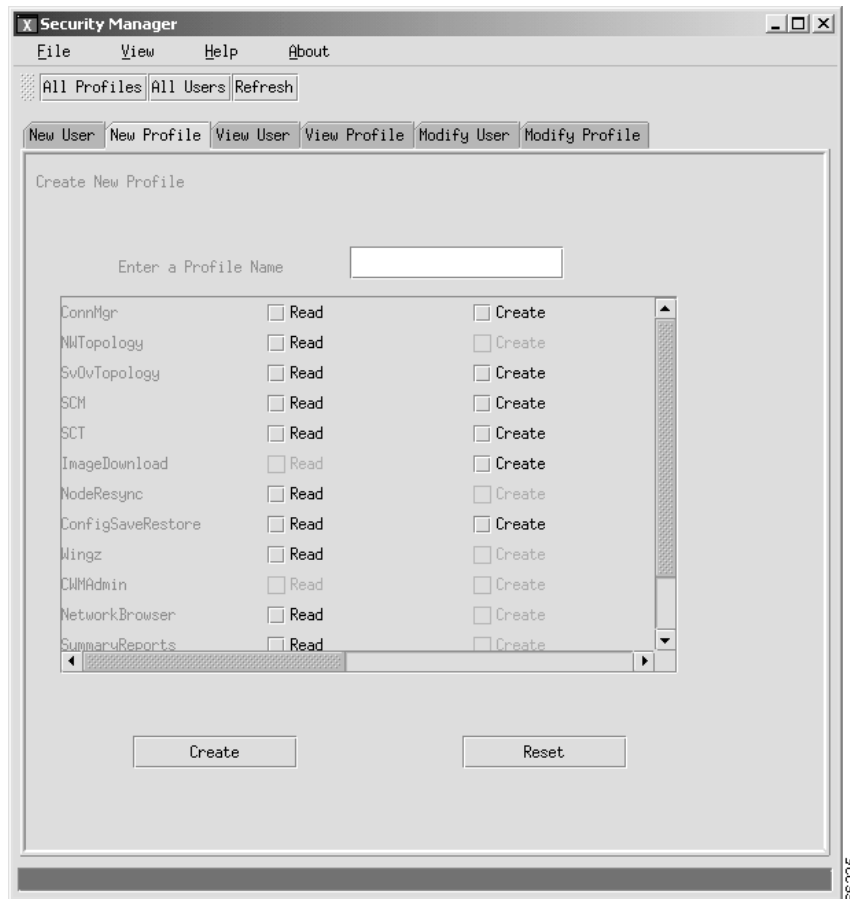 X Security Manager
File View Help About
All Profiles All Users Refresh
New User New Profile View User View Profile Modify User Modify Profile
Create New Profile
Enter a Profile Name
ConnMgr Read Create
NWTopology Read Create
SvOvTopology Read Create
SCM Read Create
SCT Read Create
ImageDownload Read Create
NodeResync Read Create
ConfigSaveRestore Read Create
Wingz Read Create
CWMAdmin Read Create
NetworkBrowser Read Create
SummaryReports Read Create
Create Reset